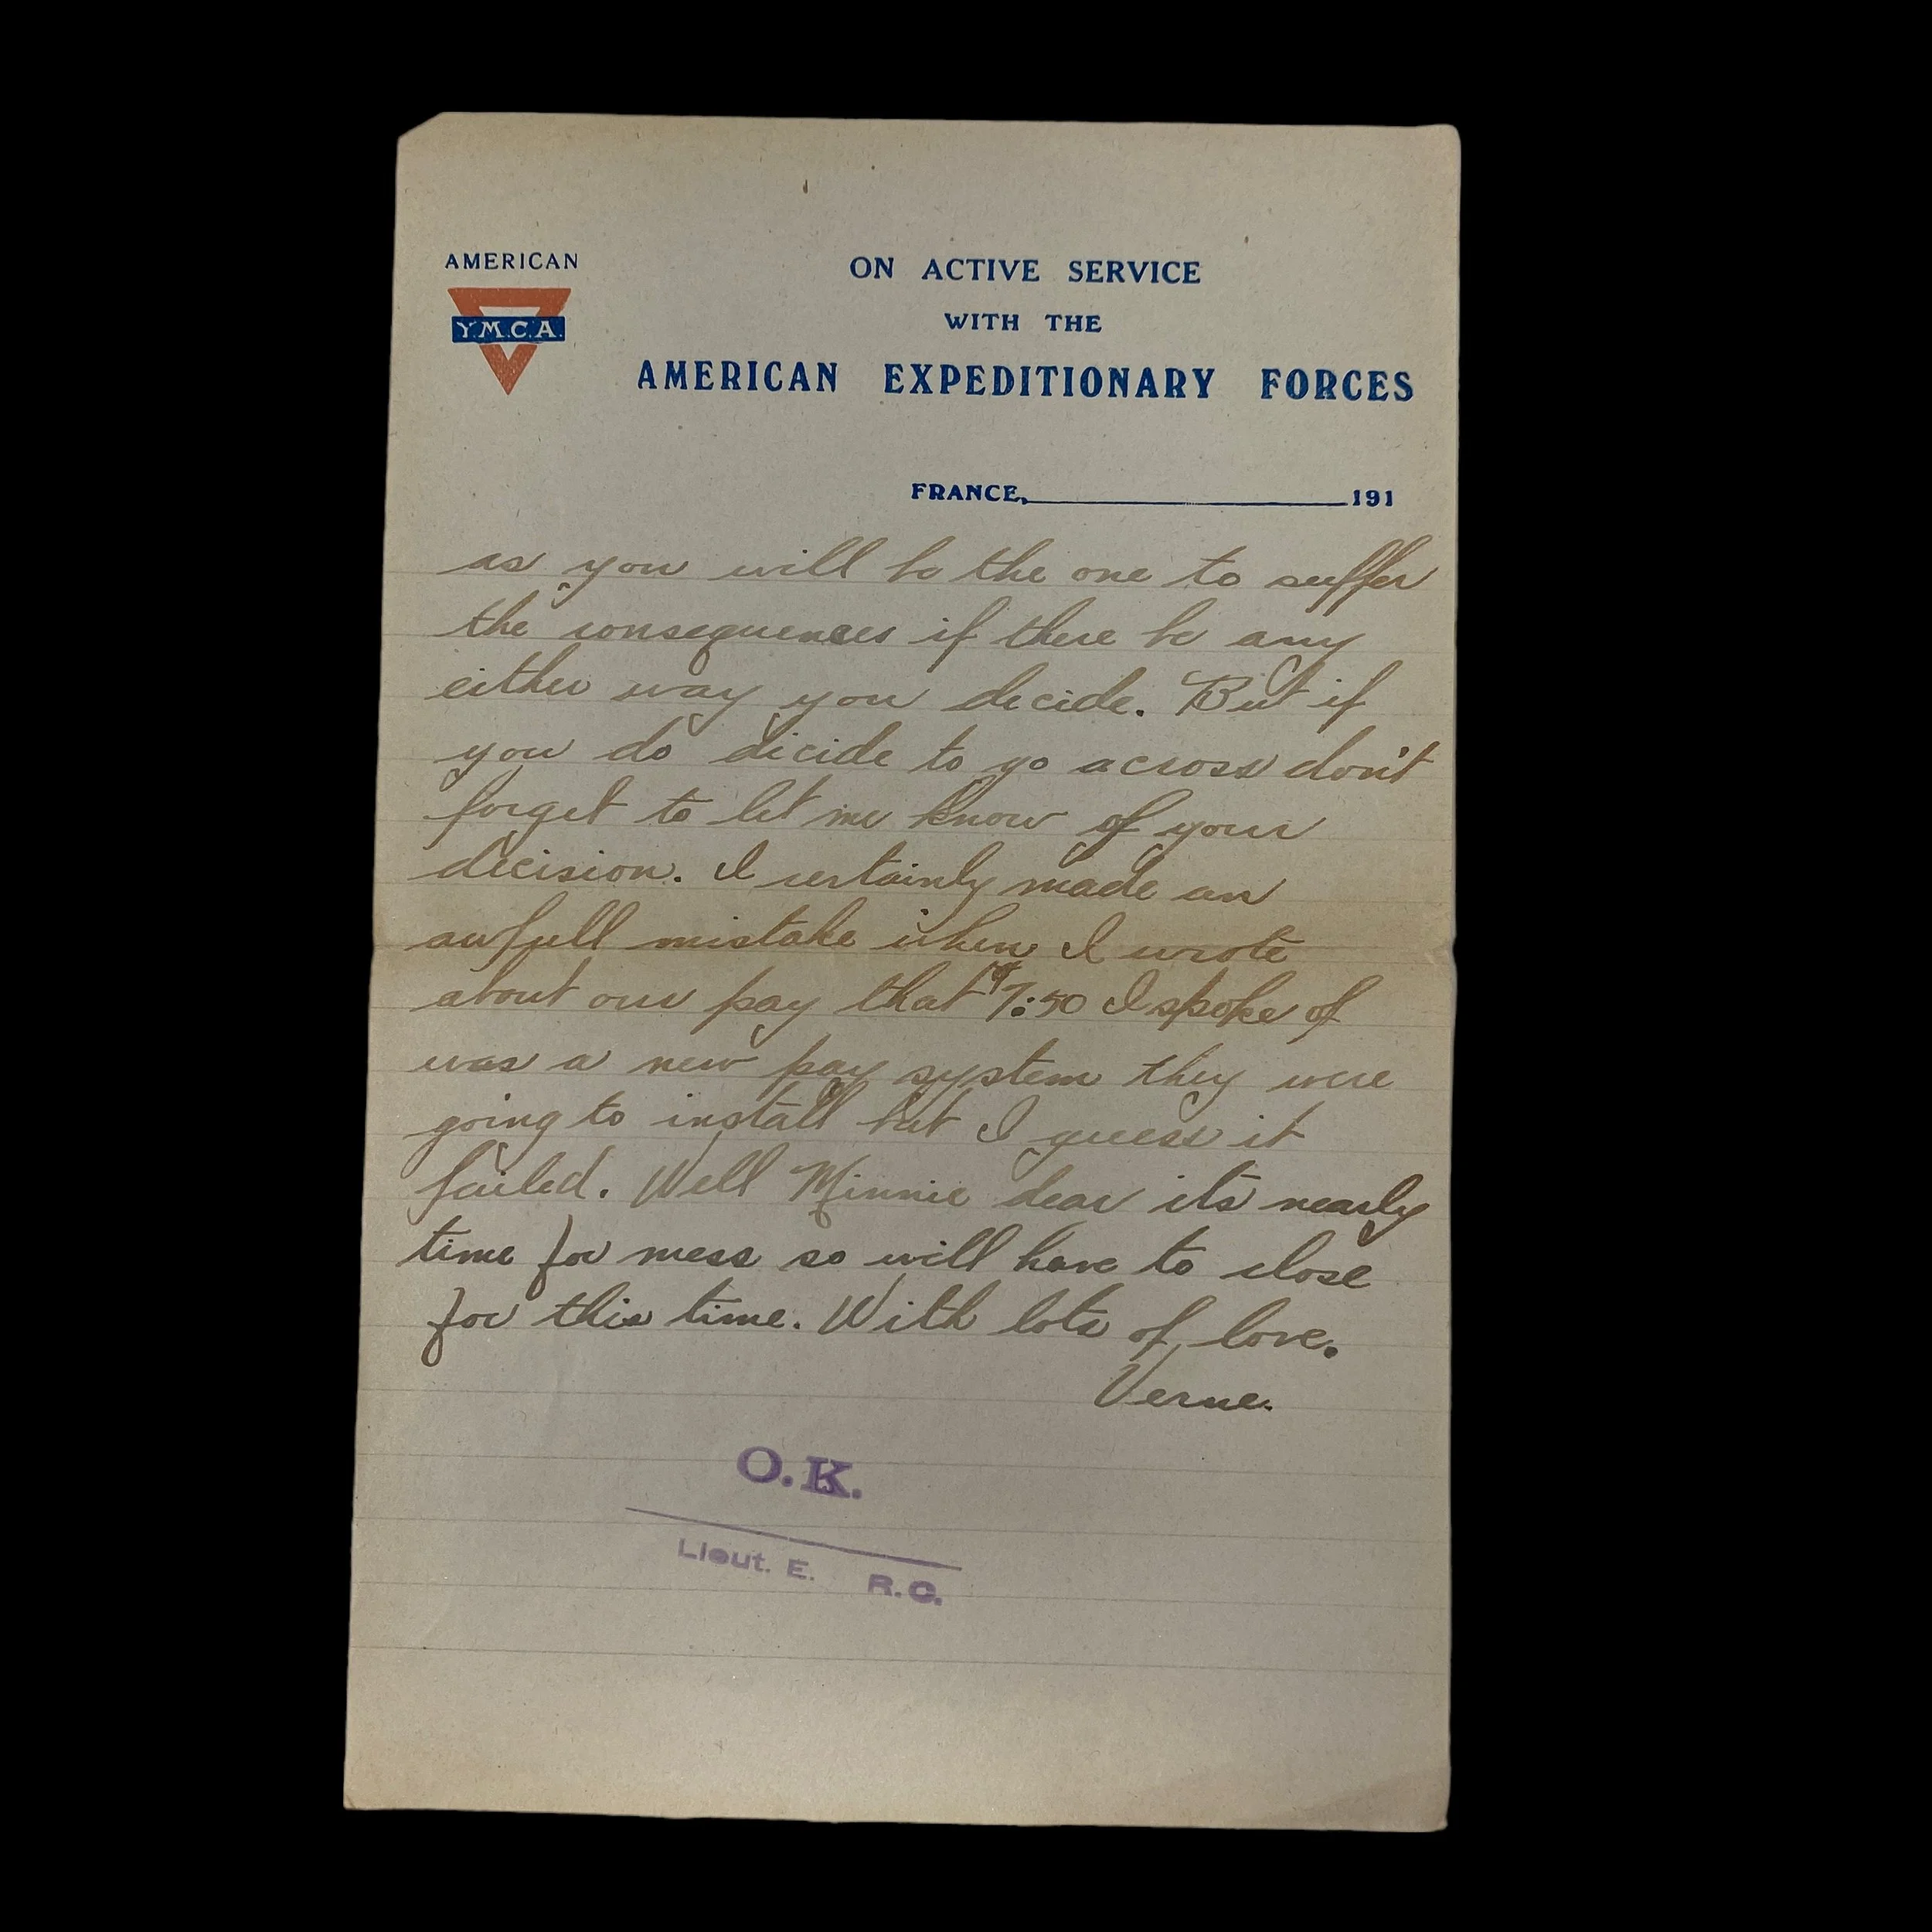 AMERICAN
Y.M.C.A.
ON ACTIVE SERVICE
WITH THE
AMERICAN EXPEDITIONARY FORCES
FRANCE, 191
as you will be the one to suffer
the consequences if there be any
either way you decide. But if
you do dicide to go across don't
forget to let me know of your
decision. I certainly made an
awfull mistake when I wrote
about our pay that $7:50 I spoke of
was a new pay system they were
going to install but I guess it
failed. Well Minnie dear its nearly
time for mess so will have to close
for this time. With lots of love.
Verne.
O.K.
Lieut. E. R.C.